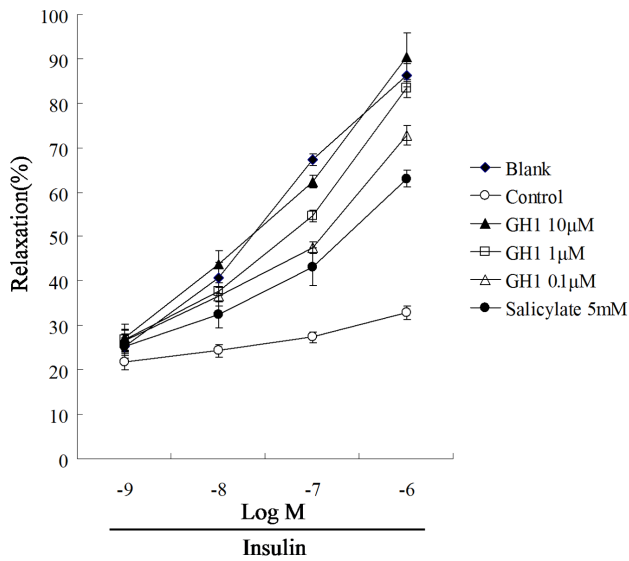 100
90
80
70
60
50
40
30
20
10
0
Relaxation(%)
-9 -8 -7 -6
Log M
Insulin
Blank
Control
GH1 10μM
GH1 1μM
GH1 0.1μM
Salicylate 5mM